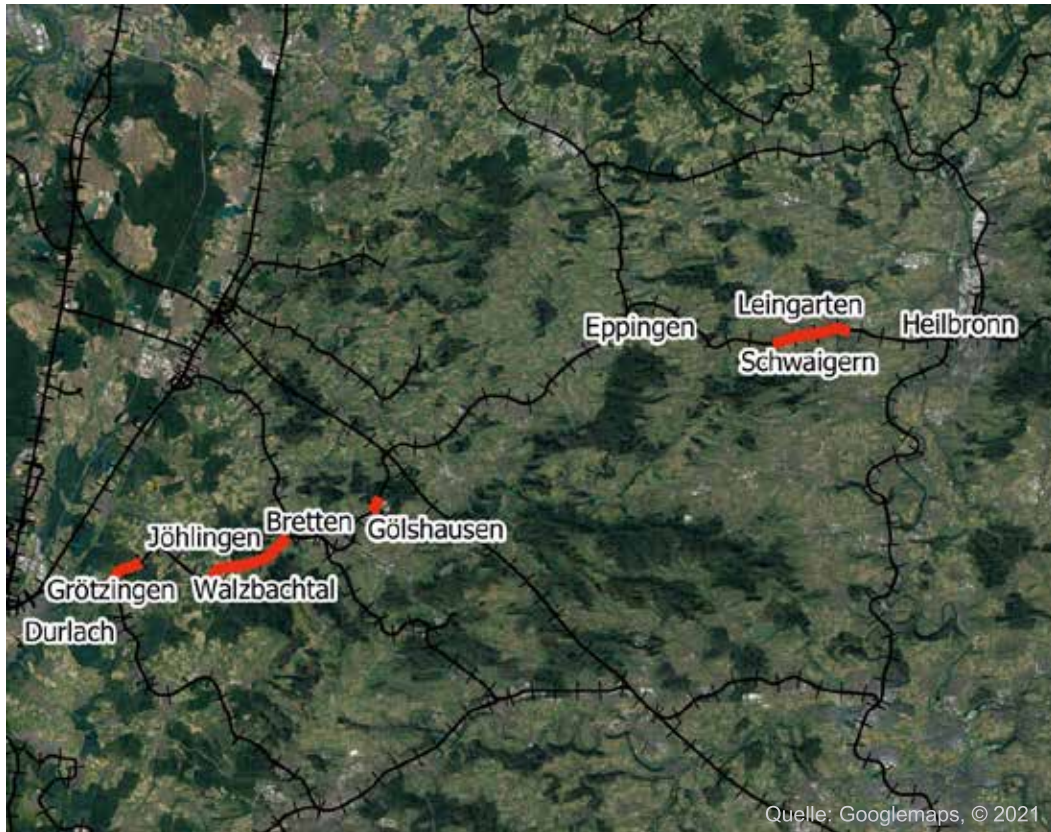 Leingarten
Eppingen
Heilbronn
Schwaigern
Bretten
Jöhlingen
Gölshausen
Grötzingen
Walzbachtal
Durlach
Quelle: Googlemaps, © 2021